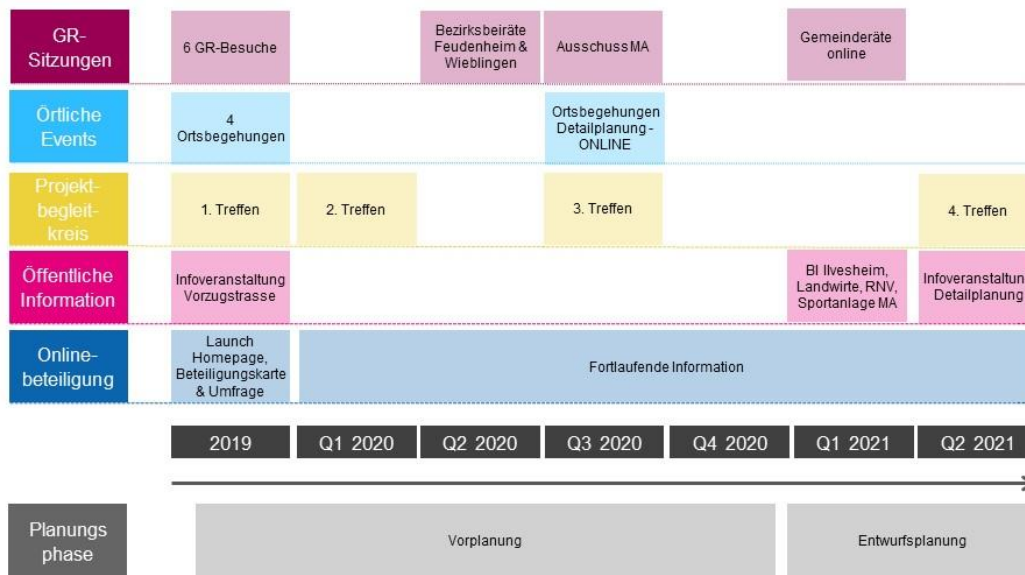 GR-
Sitzungen
6 GR-Besuche
Bezirksbeiräte
Feudenheim &
Wieblingen
Ausschuss MA
Gemeinderäte
online
Örtliche
Events
4
Ortsbegehungen
Ortsbegehungen
Detailplanung -
ONLINE
Projekt-
begleit-
kreis
1. Treffen
2. Treffen
3. Treffen
4. Treffen
Öffentliche
Information
Infoveranstaltung
Vorzugstrasse
BI Ilvesheim,
Landwirte, RNV,
Sportanlage MA
Infoveranstaltun
Detailplanung
Online-
beteiligung
Launch
Homepage,
Beteiligungskarte
& Umfrage
Fortlaufende Information
2019
Q1 2020
Q2 2020
Q3 2020
Q4 2020
Q1 2021
Q2 2021
Planungs
phase
Vorplanung
Entwurfsplanung